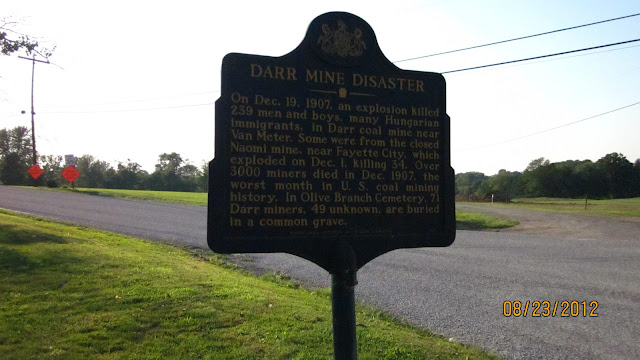 DARR MINE DISASTER
On Dec. 19, 1907, an explosion killed
239 men and boys, many Hungarian
immigrants, in Darr coal mine near
Van Meter. Some were from the closed
Naomi mine, near Fayette City, which
exploded on Dec. 1, killing 34. Over
3000 miners died in Dec. 1907, the
worst month in U. S. coal mining
history. In Olive Branch Cemetery, 71
Darr miners, 49 unknown, are buried
in a common grave.
08/23/2012